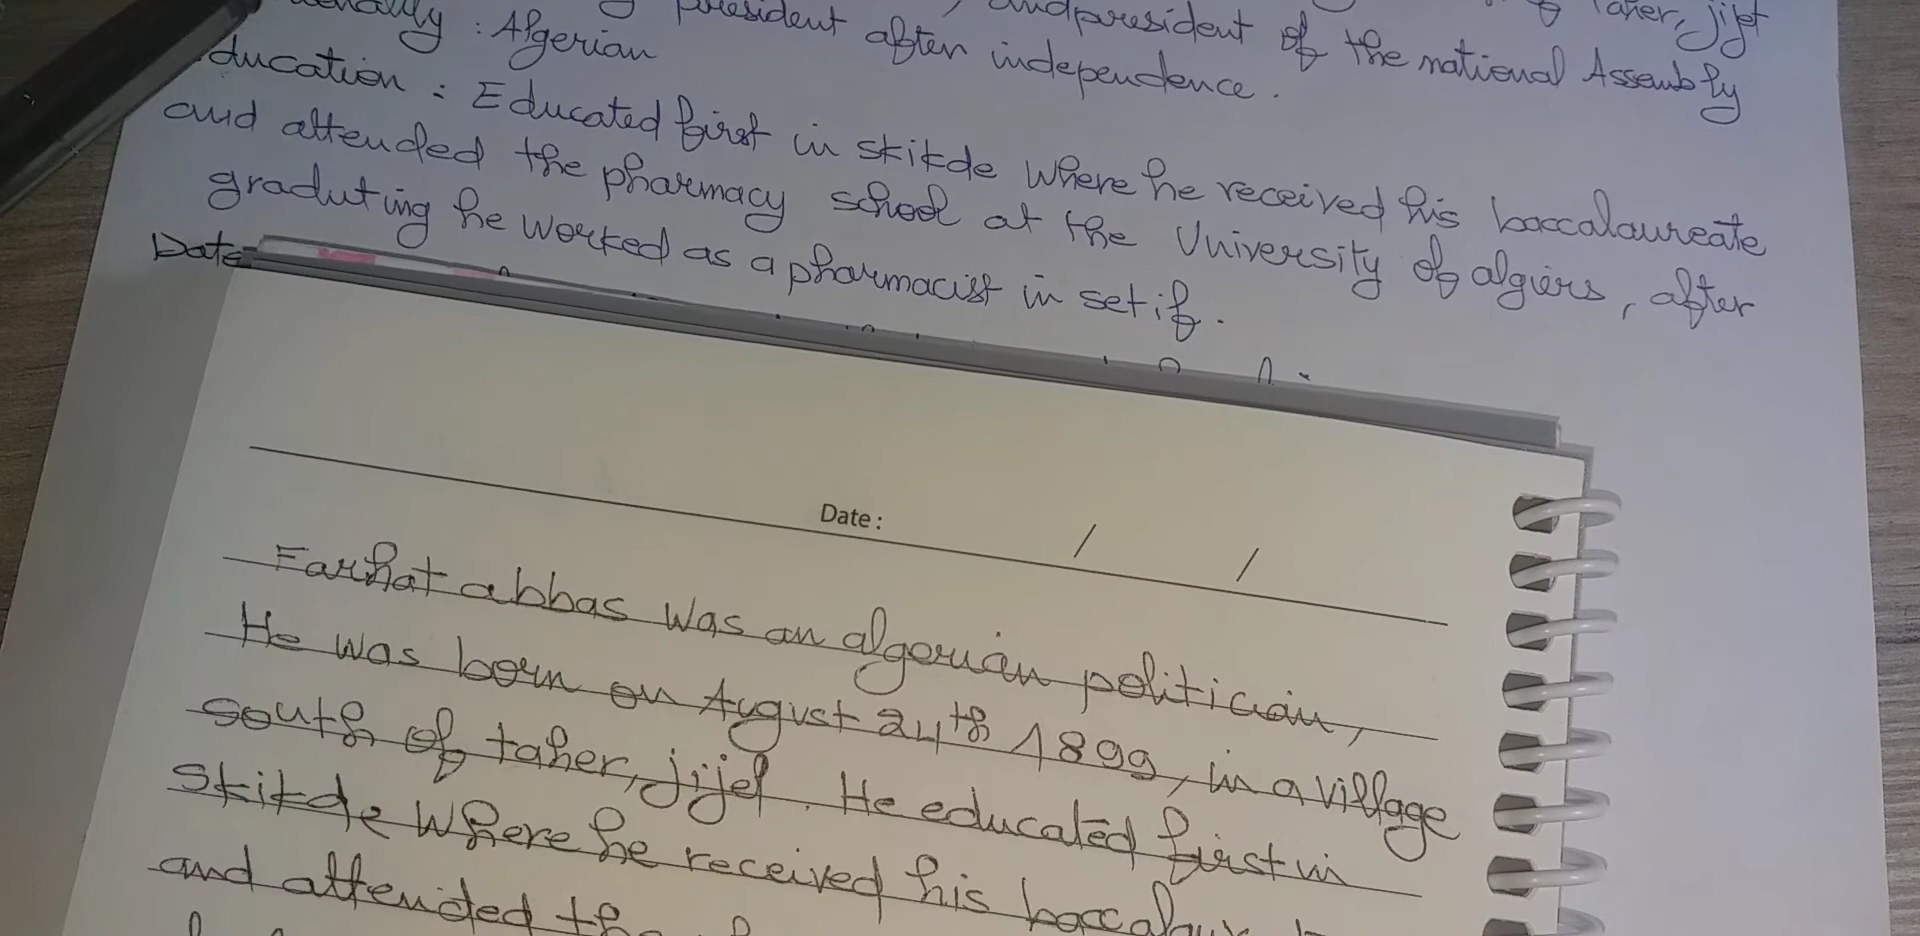 taher, jijel
president after independence, and president of the national Assembly
: Algerian
ducation : Educated first in skikde where he received his baccalaureate
and attended the pharmacy school at the University of algiers, after
graduting he worked as a pharmacist in setif.
Date
Date : / /
Farhat abbas was an algerian politician,
He was born on August 24th 1899, in a village
south of taher, jijel. He educated first in
skikde where he received his
and attended the